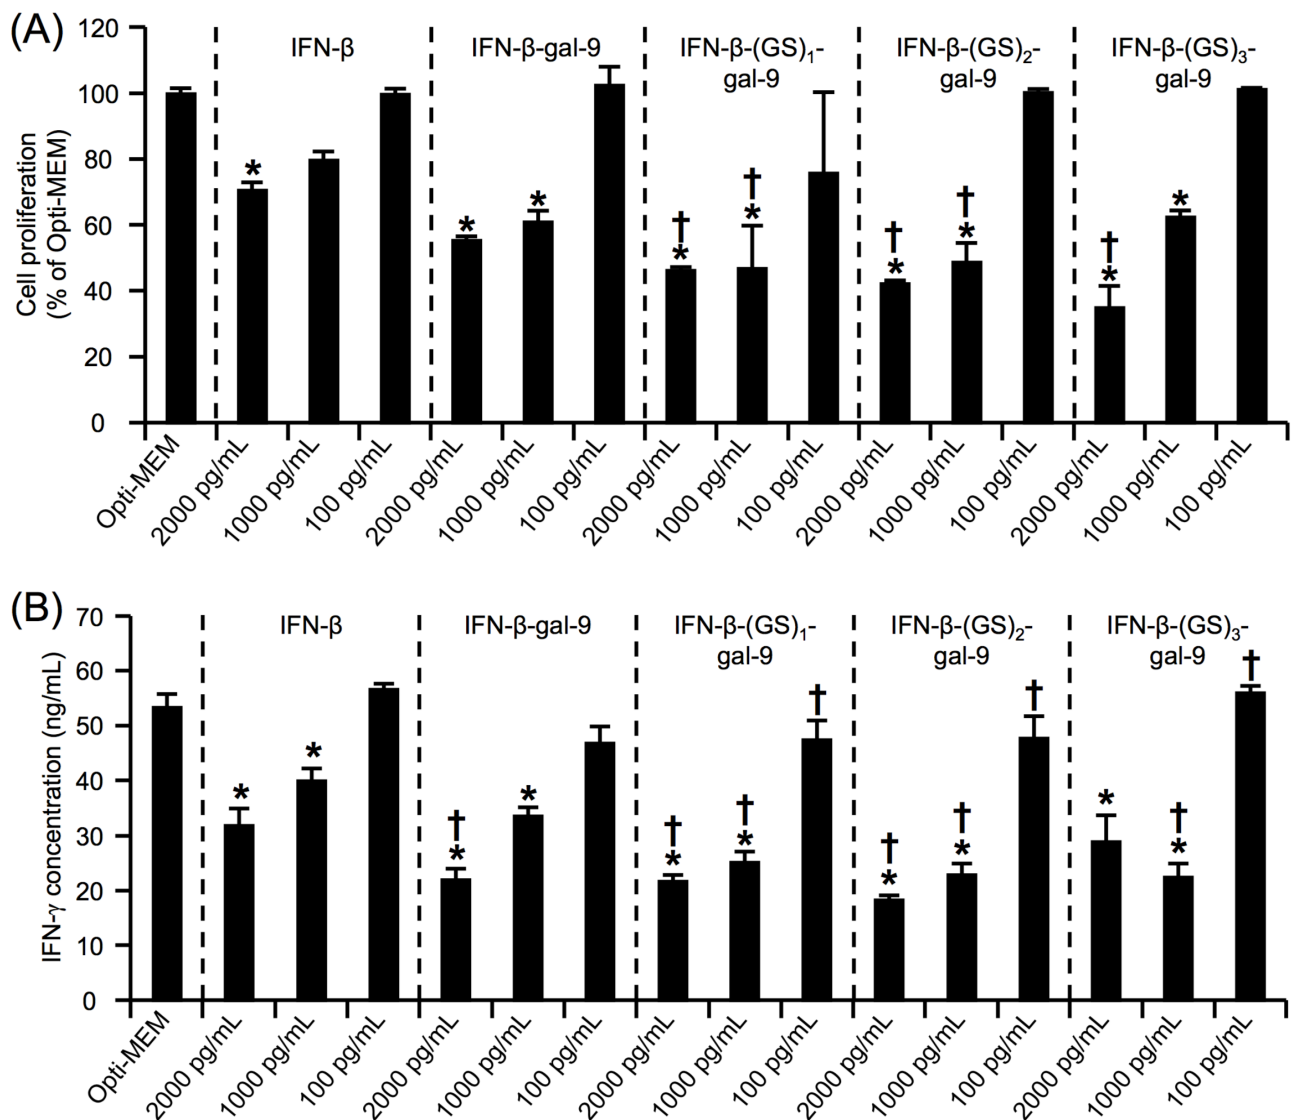 (A)
120
100
80
60
40
20
0
Cell proliferation
(% of Opti-MEM)
IFN-β
IFN-β-gal-9
IFN-β-(GS)₁-
gal-9
IFN-β-(GS)₂-
gal-9
IFN-β-(GS)₃-
gal-9
*
*
*
†
*
†
*
†
*
†
*
†
*
*
Opti-MEM
2000 pg/mL
1000 pg/mL
100 pg/mL
2000 pg/mL
1000 pg/mL
100 pg/mL
2000 pg/mL
1000 pg/mL
100 pg/mL
2000 pg/mL
1000 pg/mL
100 pg/mL
2000 pg/mL
1000 pg/mL
100 pg/mL
(B)
70
60
50
40
30
20
10
0
IFN-γ concentration (ng/mL)
IFN-β
IFN-β-gal-9
IFN-β-(GS)₁-
gal-9
IFN-β-(GS)₂-
gal-9
IFN-β-(GS)₃-
gal-9
*
*
†
*
*
†
*
†
*
†
†
*
†
*
†
*
†
*
†
Opti-MEM
2000 pg/mL
1000 pg/mL
100 pg/mL
2000 pg/mL
1000 pg/mL
100 pg/mL
2000 pg/mL
1000 pg/mL
100 pg/mL
2000 pg/mL
1000 pg/mL
100 pg/mL
2000 pg/mL
1000 pg/mL
100 pg/mL